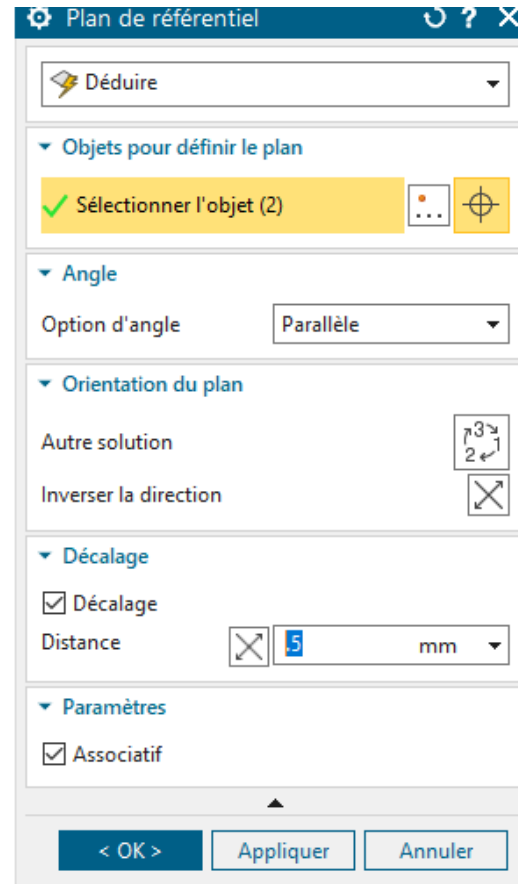 Plan de référentiel
Déduire
Objets pour définir le plan
Sélectionner l'objet (2)
Angle
Option d'angle Parallèle
Orientation du plan
Autre solution
Inverser la direction
Décalage
Décalage
Distance .5 mm
Paramètres
Associatif
< OK > Appliquer Annuler